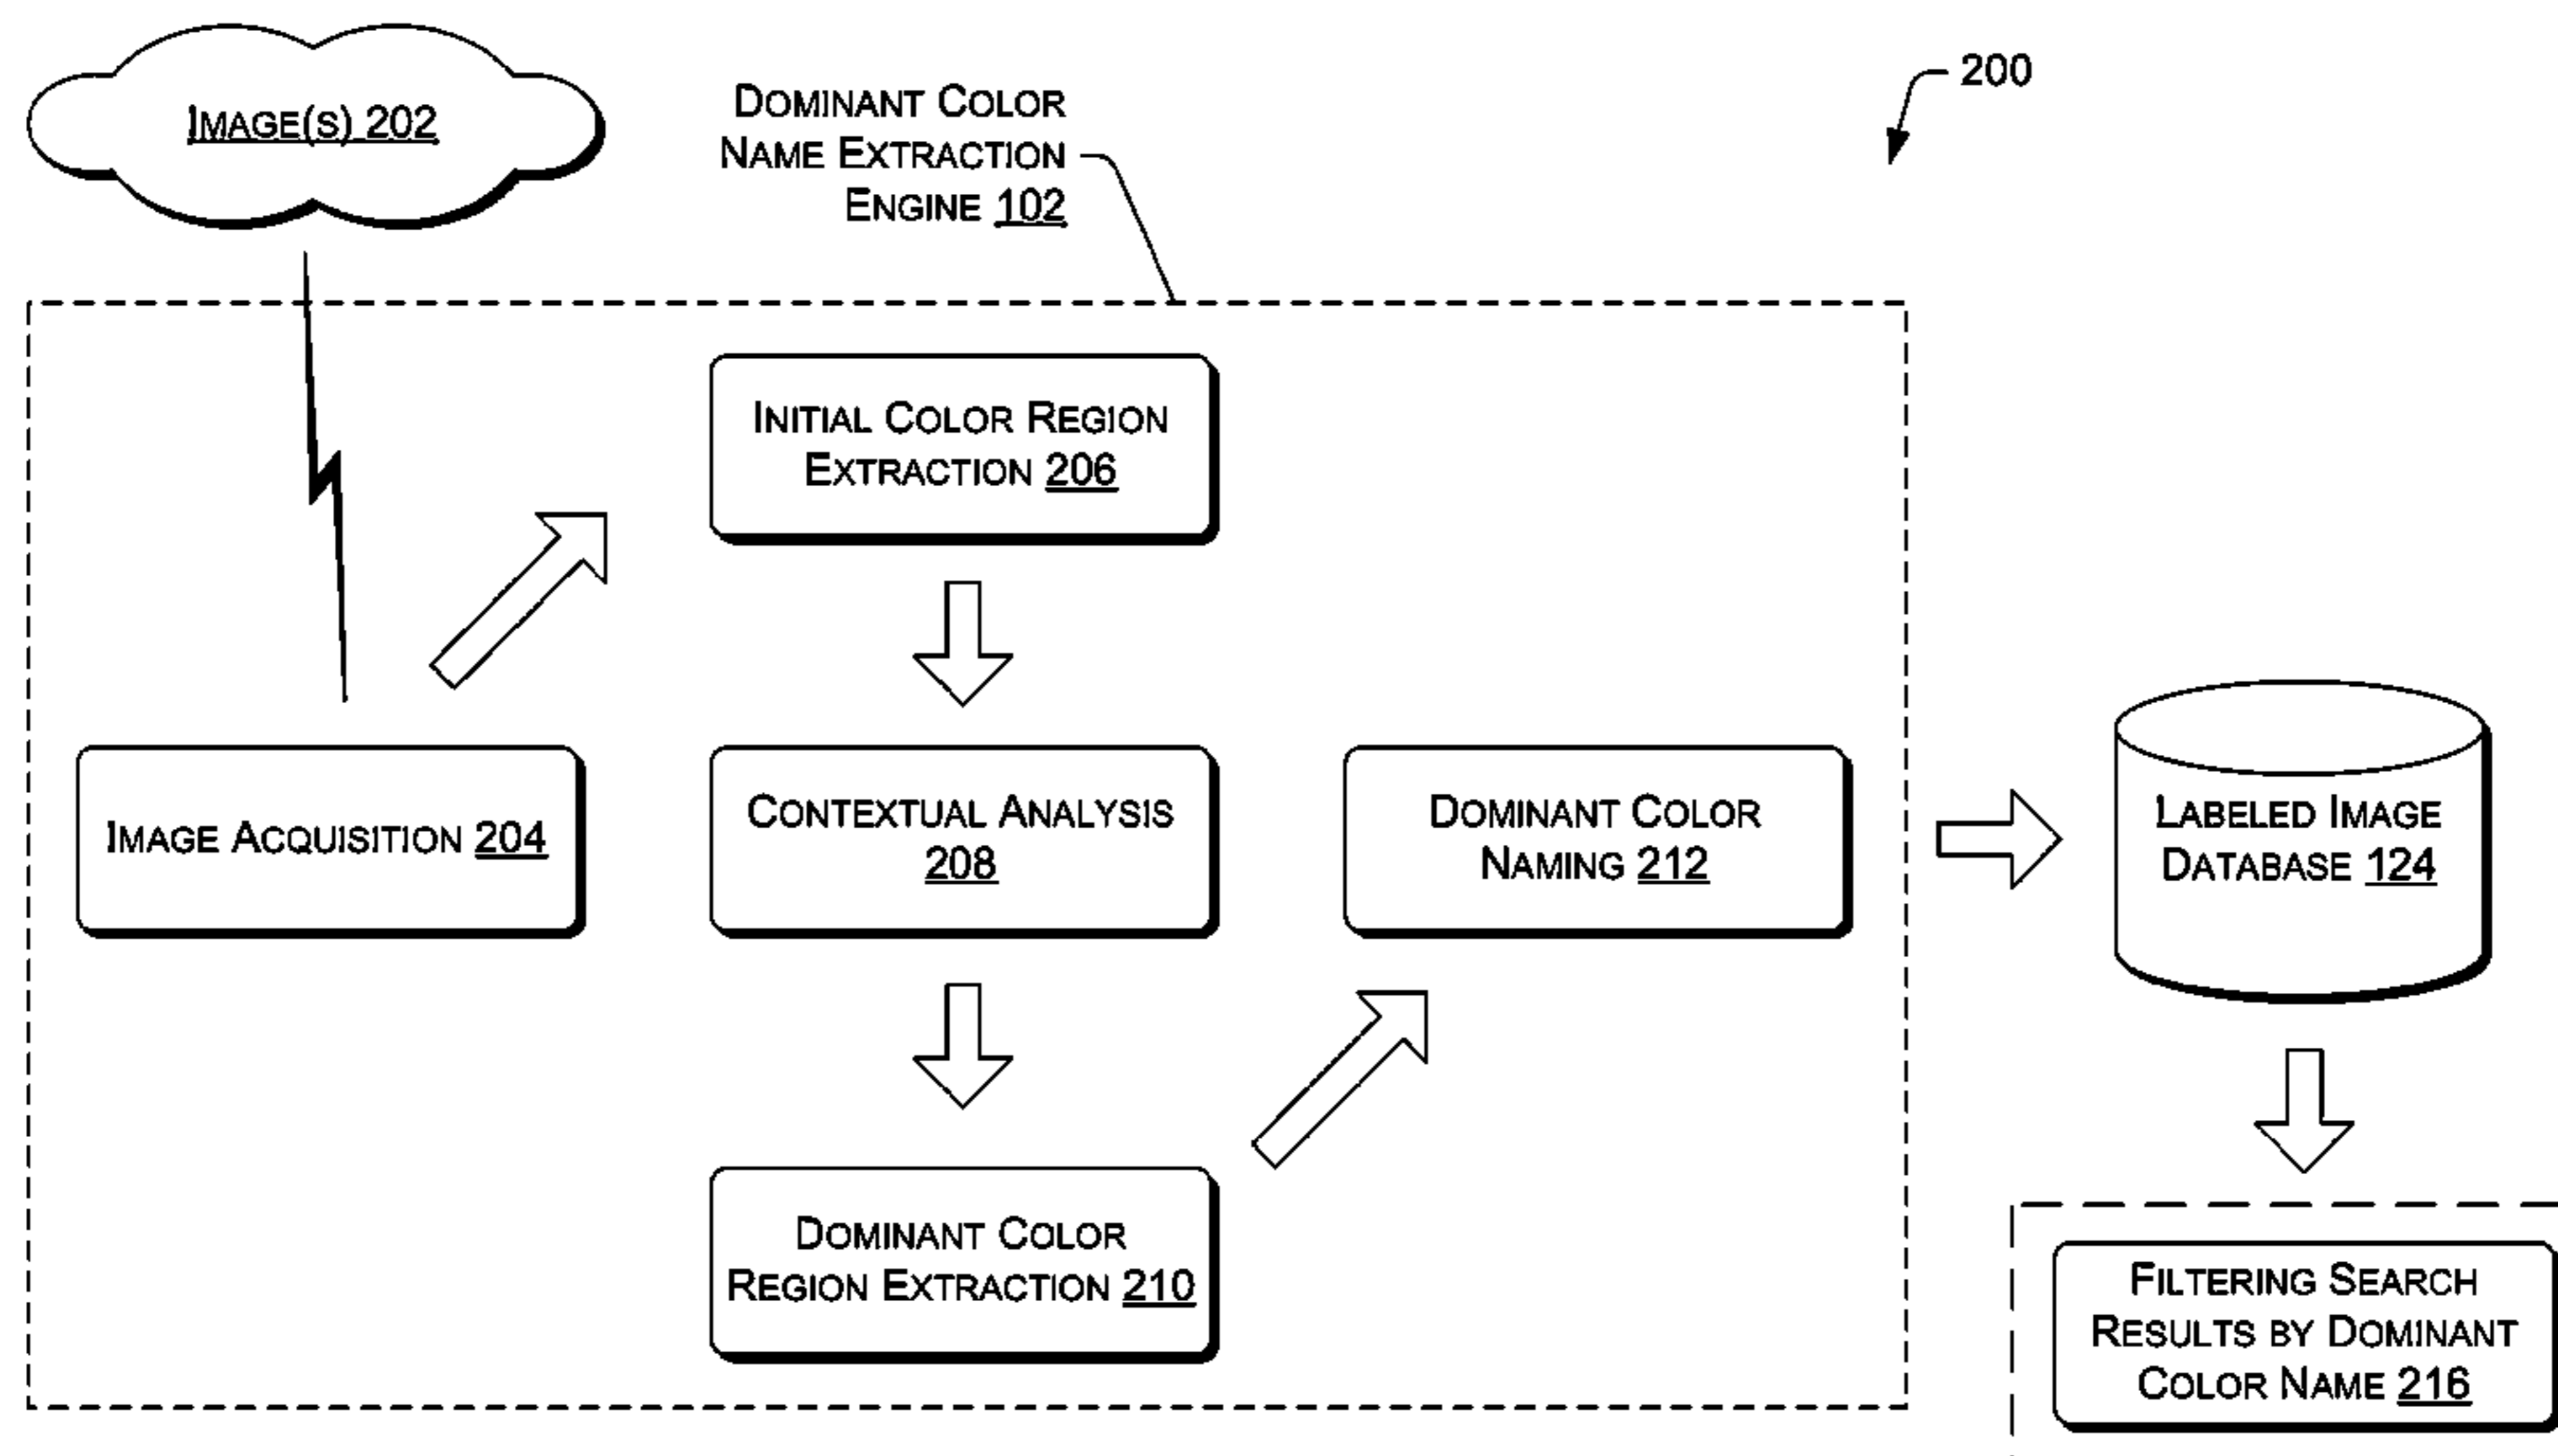 IMAGE(S) 202
DOMINANT COLOR
NAME EXTRACTION
ENGINE 102
200
INITIAL COLOR REGION
EXTRACTION 206
IMAGE ACQUISITION 204
CONTEXTUAL ANALYSIS
208
DOMINANT COLOR
NAMING 212
LABELED IMAGE
DATABASE 124
DOMINANT COLOR
REGION EXTRACTION 210
FILTERING SEARCH
RESULTS BY DOMINANT
COLOR NAME 216